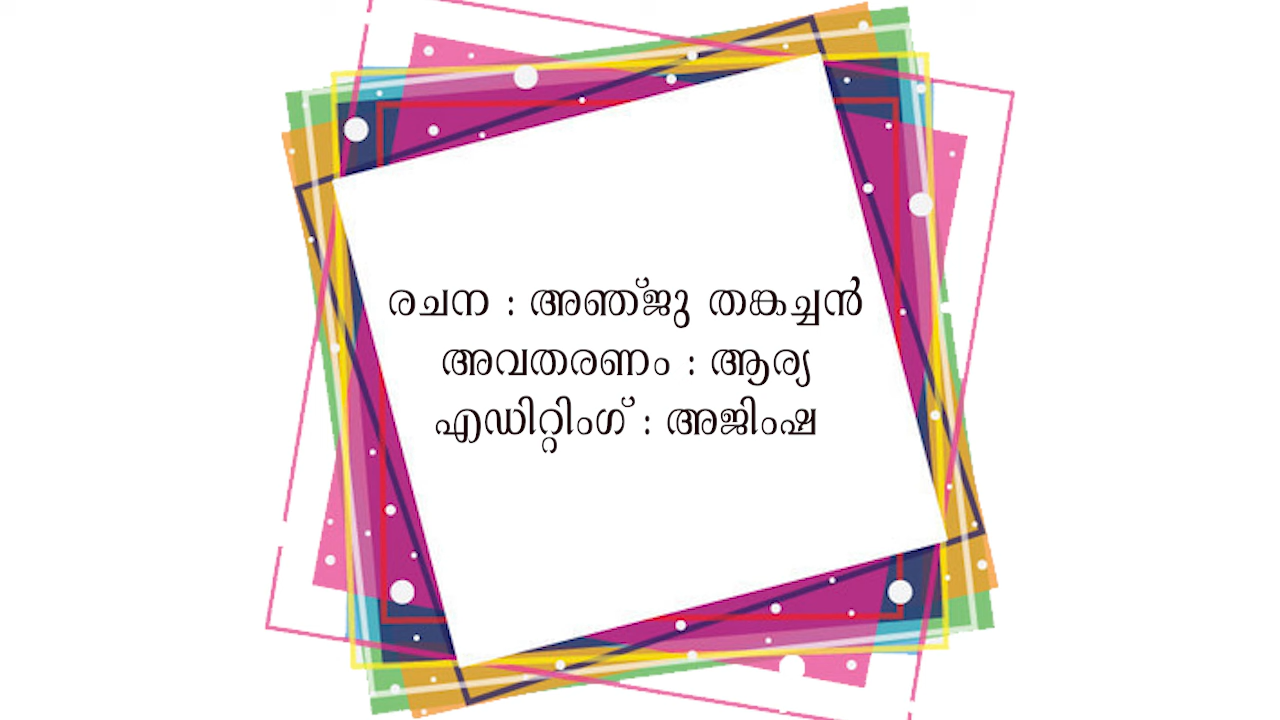 രചന : അഞ്ജു തങ്കച്ചൻ
അവതരണം : ആര്യ
എഡിറ്റിംഗ് : അജിംഷ